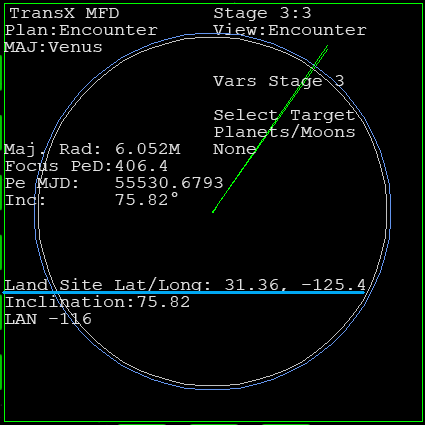 TransX MFD Stage 3:3
Plan:Encounter View:Encounter
MAJ:Venus
Vars Stage 3
Select Target
Planets/Moons
Maj. Rad: 6.052M None
Focus PeD:406.4
Pe MJD: 55530.6793
Inc: 75.82°
Land Site Lat/Long: 31.36, -125.4
Inclination:75.82
LAN -116